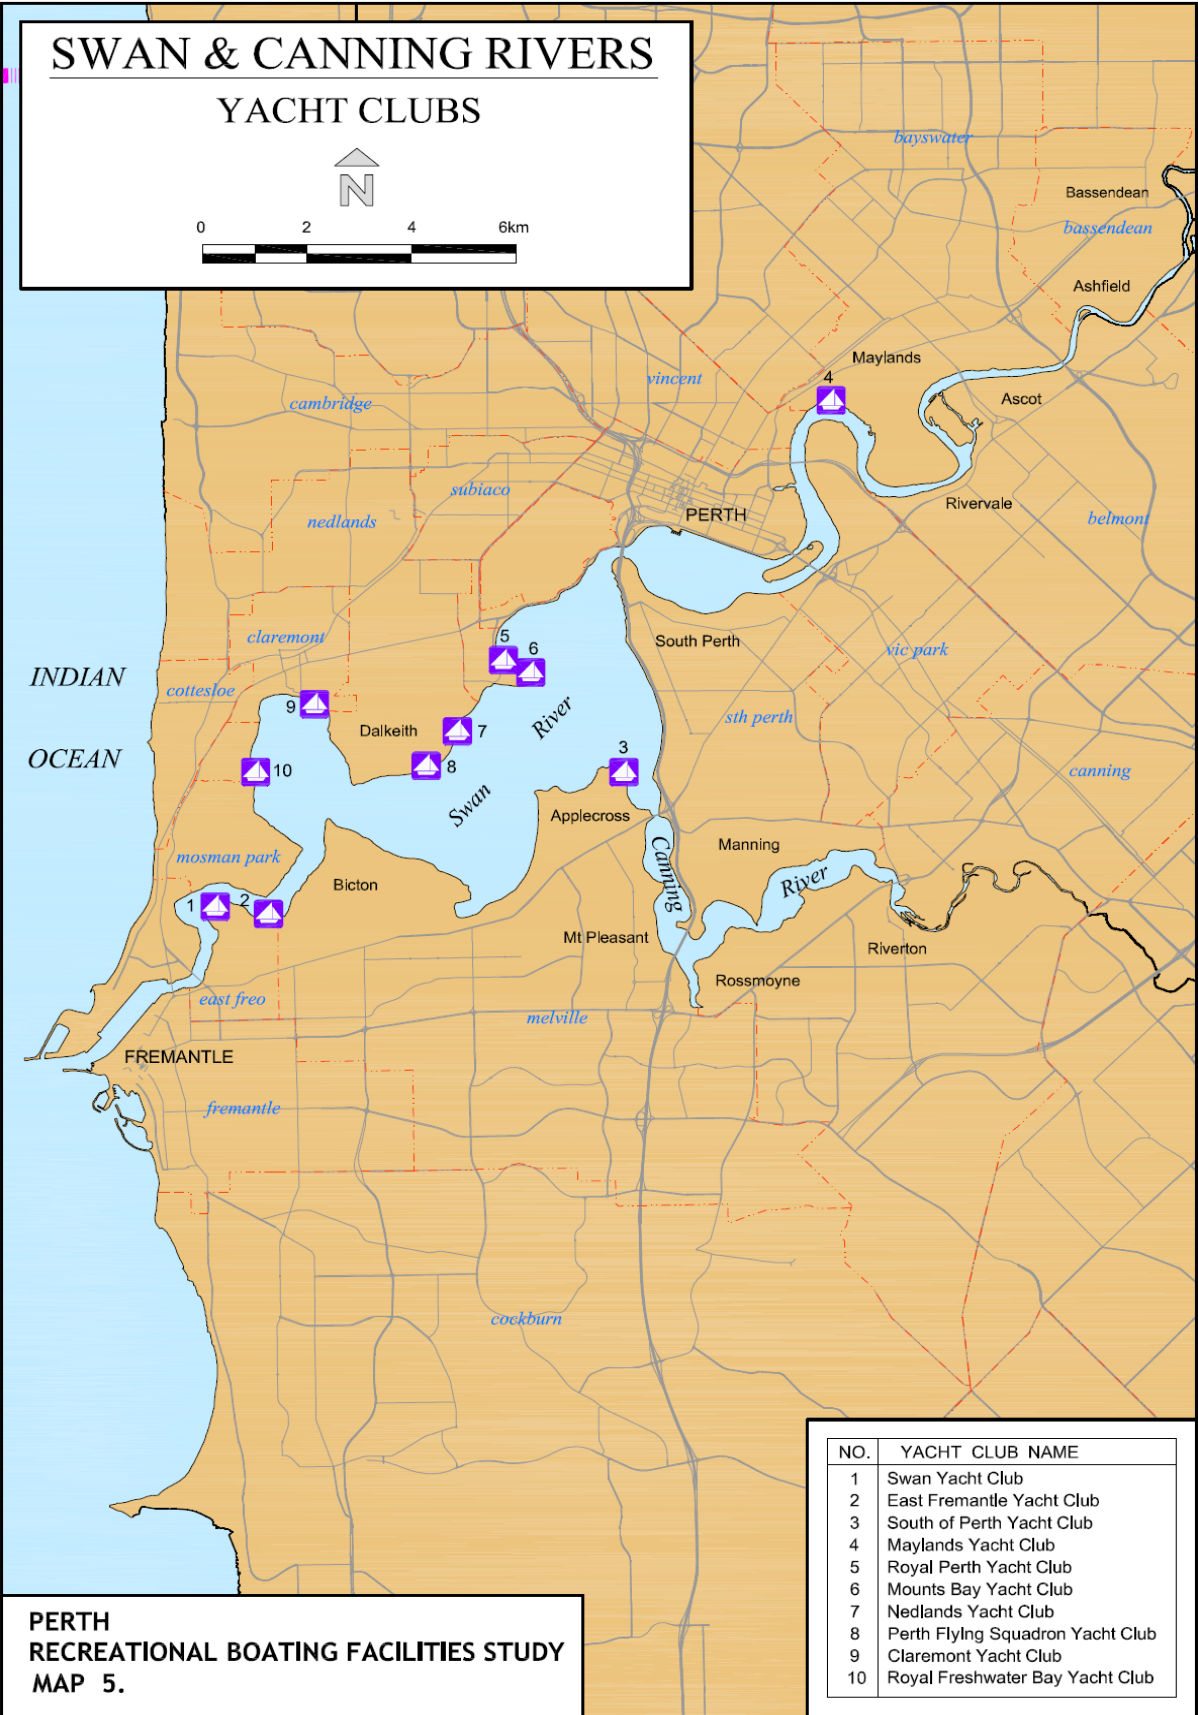 SWAN & CANNING RIVERS
YACHT CLUBS
N
0 2 4 6km
bayswater
Bassendean
bassendean
Ashfield
Maylands
4
vincent
cambridge
Ascot
subiaco
Rivervale
nedlands
PERTH
belmont
claremont
5
6
South Perth
vic park
INDIAN
cottesloe
9
River
sth perth
Dalkeith
7
3
OCEAN
10
8
canning
Swan
Applecross
mosman park
Canning
Manning
Bicton
River
1
2
Mt Pleasant
Riverton
Rossmoyne
east freo
melville
FREMANTLE
fremantle
cockburn
NO. YACHT CLUB NAME
1 Swan Yacht Club
2 East Fremantle Yacht Club
3 South of Perth Yacht Club
4 Maylands Yacht Club
5 Royal Perth Yacht Club
6 Mounts Bay Yacht Club
7 Nedlands Yacht Club
8 Perth Flying Squadron Yacht Club
9 Claremont Yacht Club
10 Royal Freshwater Bay Yacht Club
PERTH
RECREATIONAL BOATING FACILITIES STUDY
MAP 5.